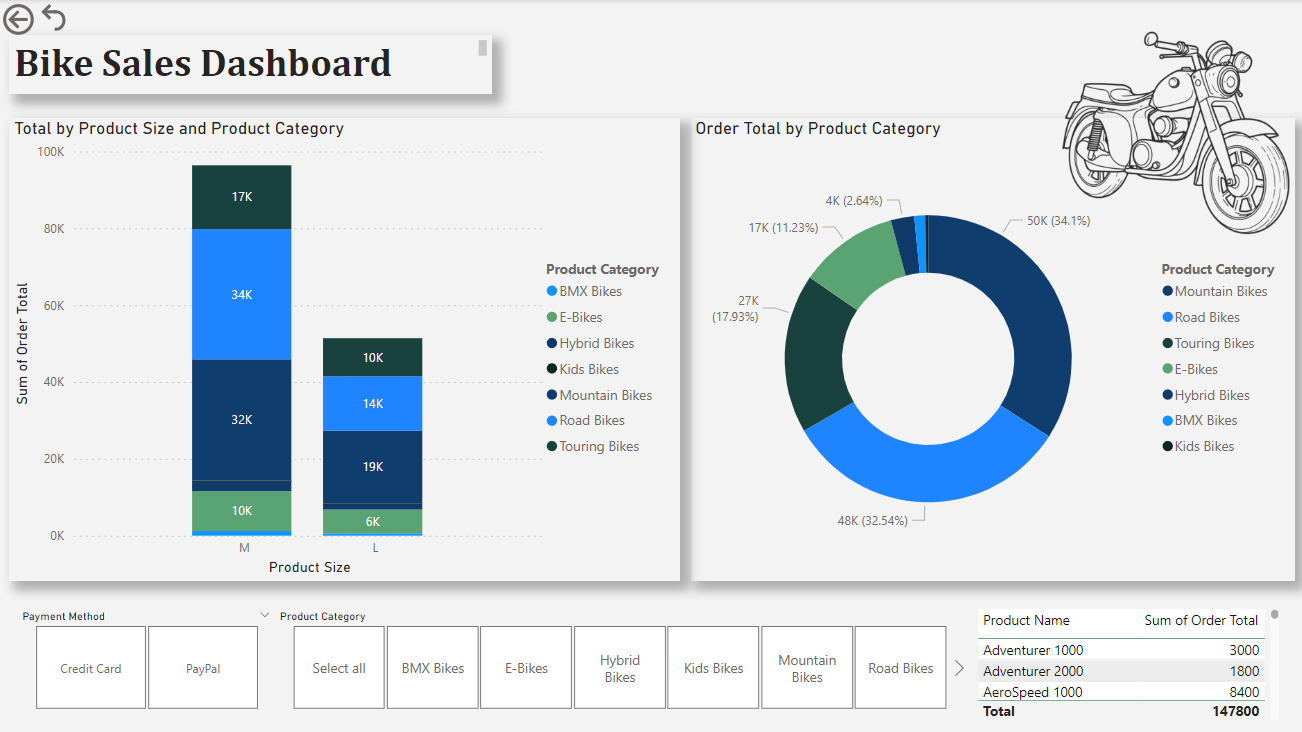 Bike Sales Dashboard
Total by Product Size and Product Category
100K
80K
60K
40K
20K
0K
Sum of Order Total
17K
34K
32K
10K
10K
14K
19K
6K
M
L
Product Size
Product Category
BMX Bikes
E-Bikes
Hybrid Bikes
Kids Bikes
Mountain Bikes
Road Bikes
Touring Bikes
Order Total by Product Category
4K (2.64%)
50K (34.1%)
17K (11.23%)
27K
(17.93%)
48K (32.54%)
Product Category
Mountain Bikes
Road Bikes
Touring Bikes
E-Bikes
Hybrid Bikes
BMX Bikes
Kids Bikes
Payment Method
Credit Card
PayPal
Product Category
Select all
BMX Bikes
E-Bikes
Hybrid
Bikes
Kids Bikes
Mountain
Bikes
Road Bikes
Product Name Sum of Order Total
Adventurer 1000 3000
Adventurer 2000 1800
AeroSpeed 1000 8400
Total 147800